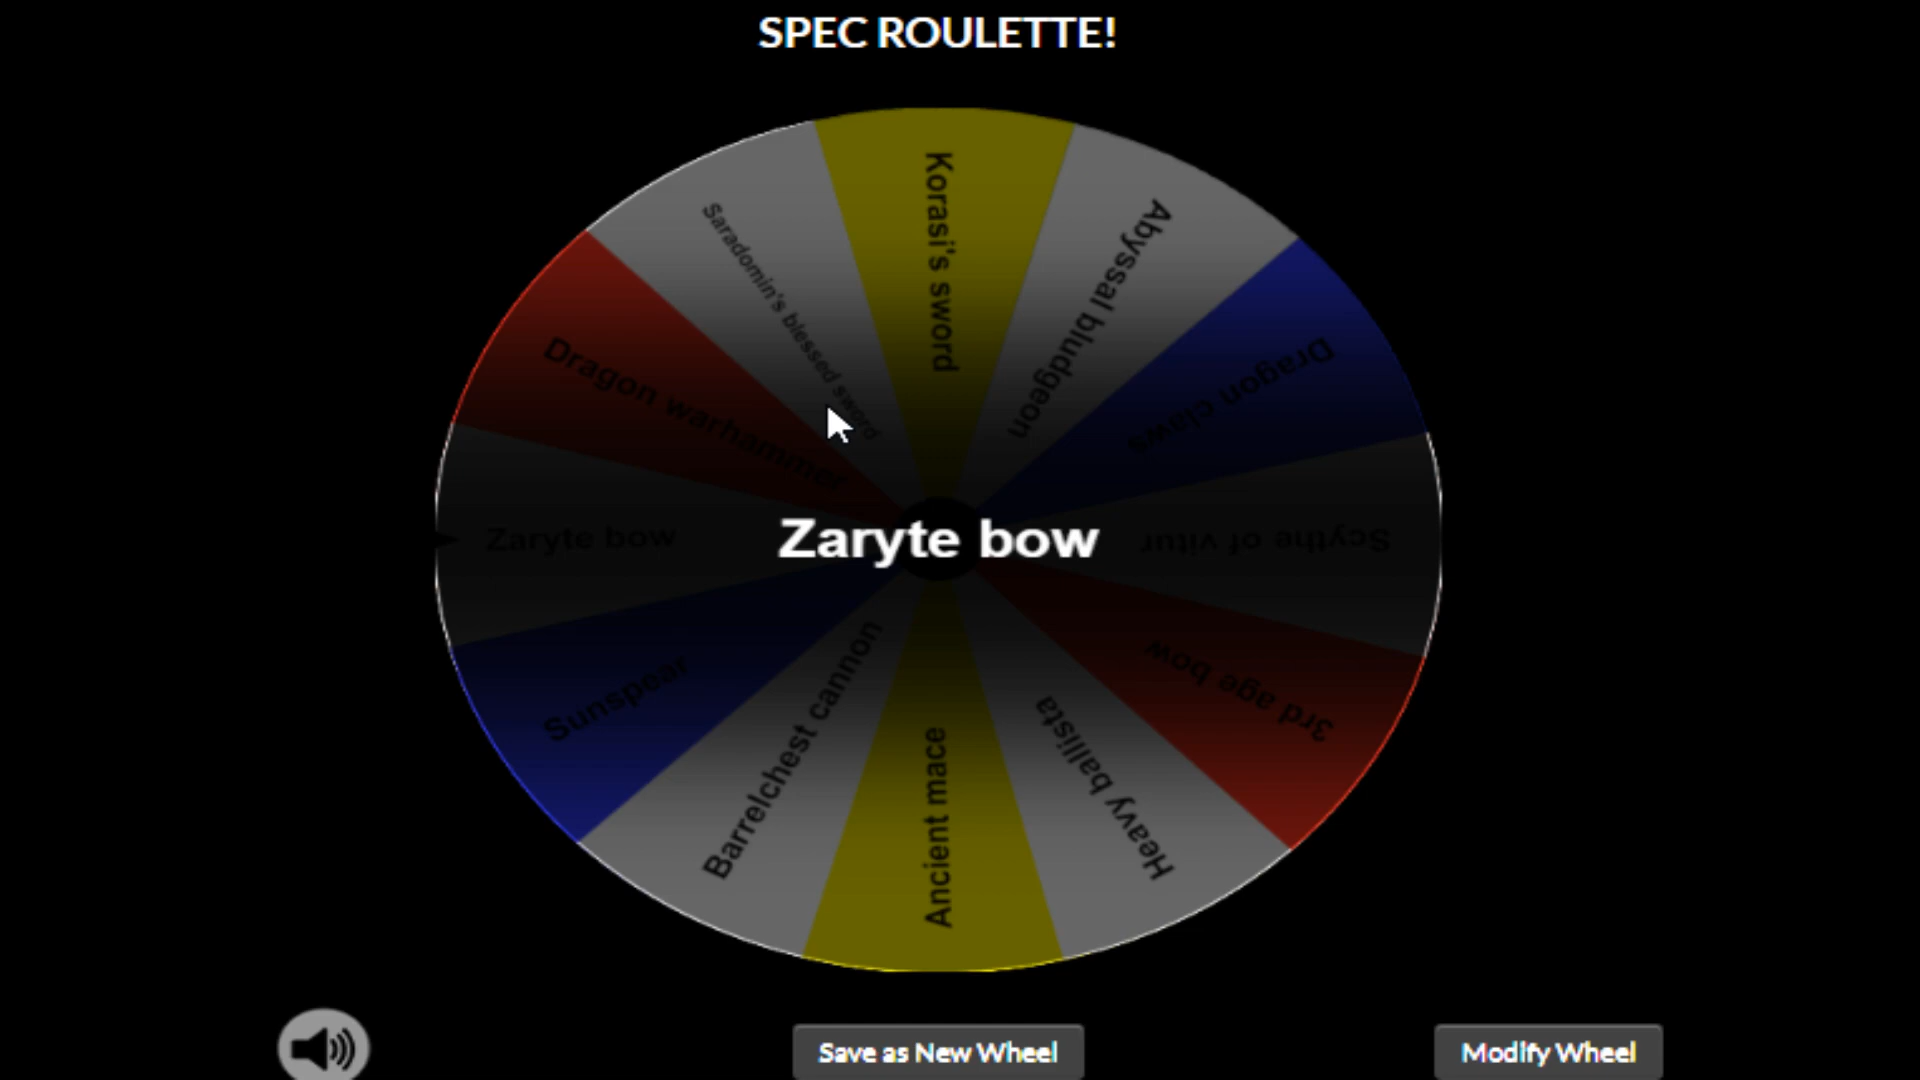 SPEC ROULETTE!
Korasi's sword
Abyssal bludgeon
Saradomin's blessed sword
Dragon claws
Dragon warhammer
Zaryte bow
Zaryte bow
Scythe of vitur
Sunspear
3rd age bow
Barrelchest cannon
Heavy ballista
Ancient mace
Save as New Wheel
Modify Wheel